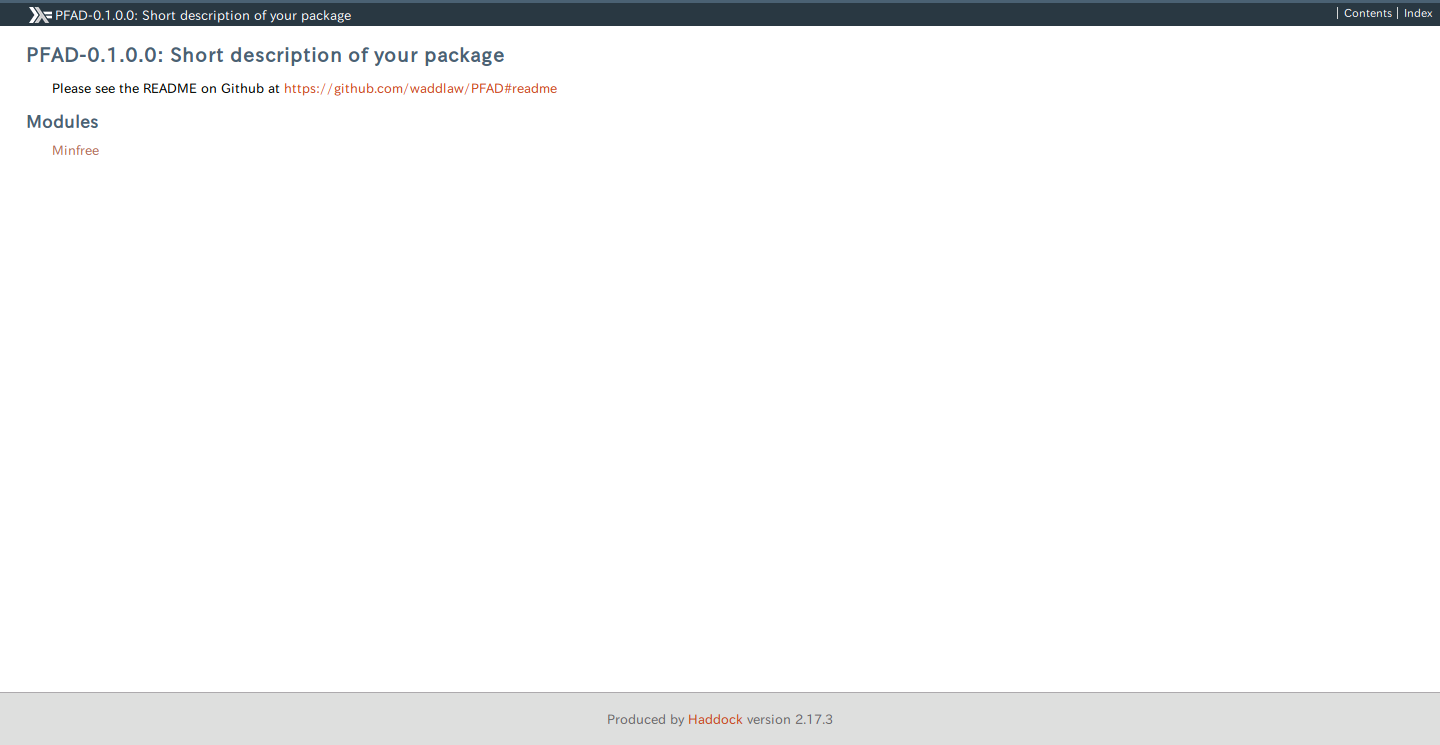 PFAD-0.1.0.0: Short description of your package
| Contents | Index
PFAD-0.1.0.0: Short description of your package
Please see the README on Github at https://github.com/waddlaw/PFAD#readme
Modules
Minfree
Produced by Haddock version 2.17.3